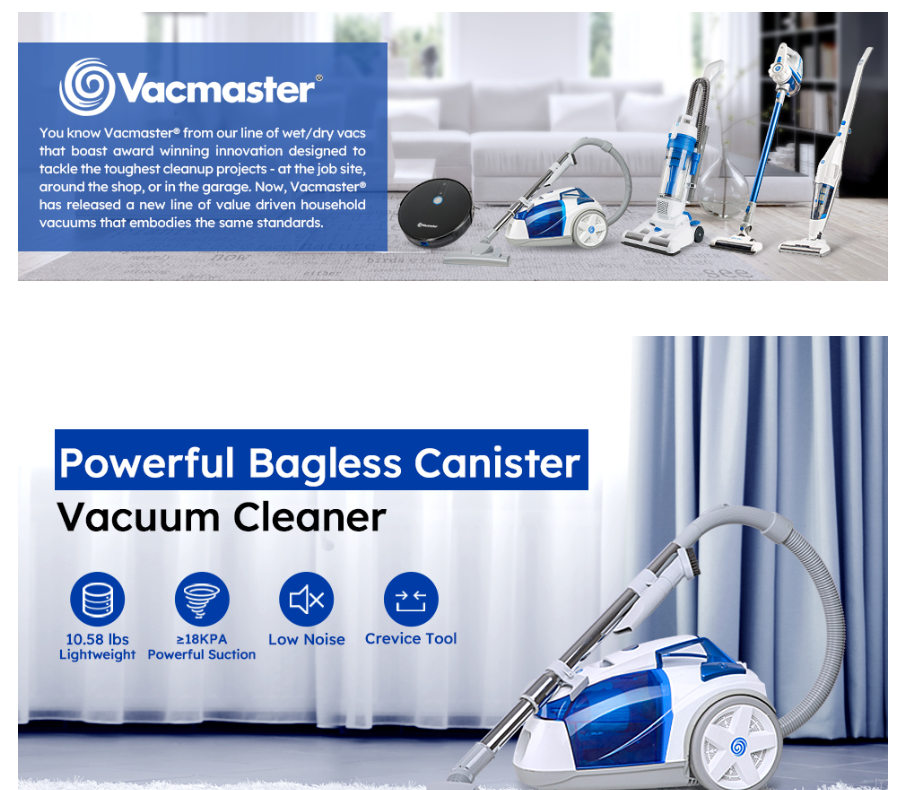 Vacmaster®
You know Vacmaster® from our line of wet/dry vacs
that boast award winning innovation designed to
tackle the toughest cleanup projects - at the job site,
around the shop, or in the garage. Now, Vacmaster®
has released a new line of value driven household
vacuums that embodies the same standards.
Vacmaster
now
see
Powerful Bagless Canister
Vacuum Cleaner
10.58 lbs
Lightweight
≥18KPA
Powerful Suction
Low Noise
Crevice Tool